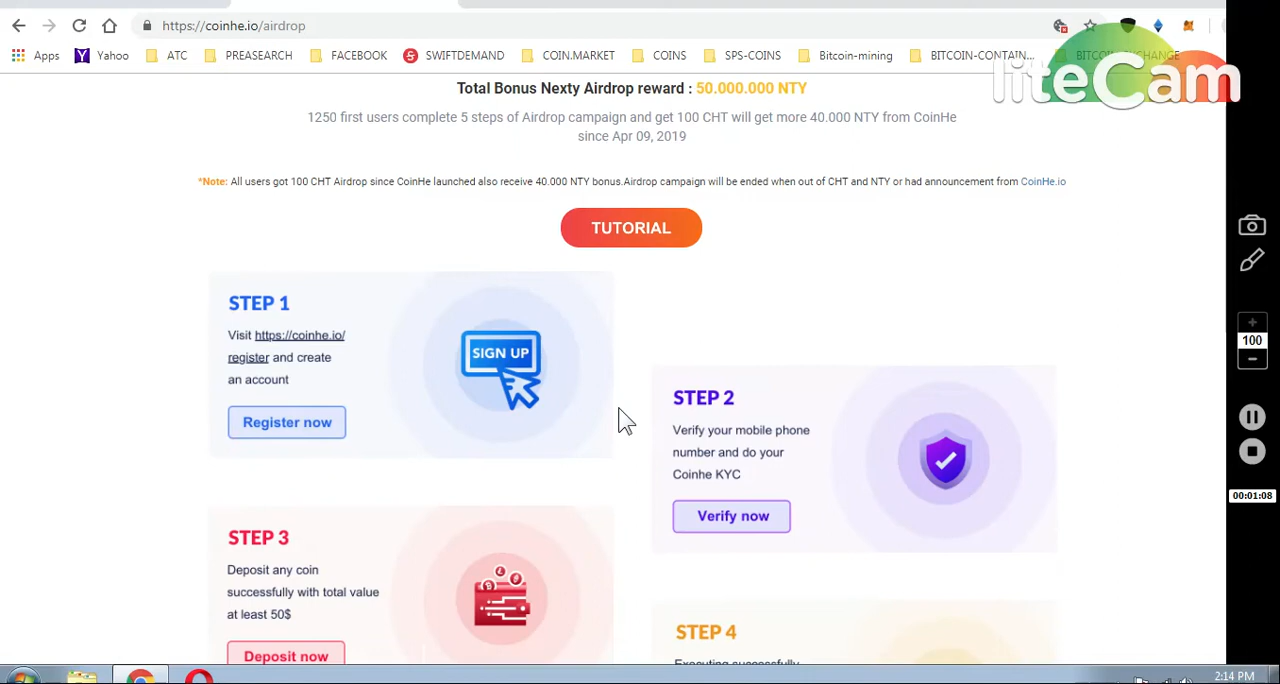 https://coinhe.io/airdrop
Apps
Yahoo
ATC
PREASEARCH
FACEBOOK
SWIFTDEMAND
COIN.MARKET
COINS
SPS-COINS
Bitcoin-mining
BITCOIN-CONTAIN...
BITCOIN-EXCHANGE
liteCam
Total Bonus Nexty Airdrop reward : 50.000.000 NTY
1250 first users complete 5 steps of Airdrop campaign and get 100 CHT will get more 40.000 NTY from CoinHe
since Apr 09, 2019
*Note: All users got 100 CHT Airdrop since CoinHe launched also receive 40.000 NTY bonus.Airdrop campaign will be ended when out of CHT and NTY or had announcement from CoinHe.io
TUTORIAL
STEP 1
Visit https://coinhe.io/
register and create
an account
Register now
SIGN UP
STEP 2
Verify your mobile phone
number and do your
Coinhe KYC
Verify now
STEP 3
Deposit any coin
successfully with total value
at least 50$
Deposit now
STEP 4
Executing successfully
100
00:01:08
2:14 PM